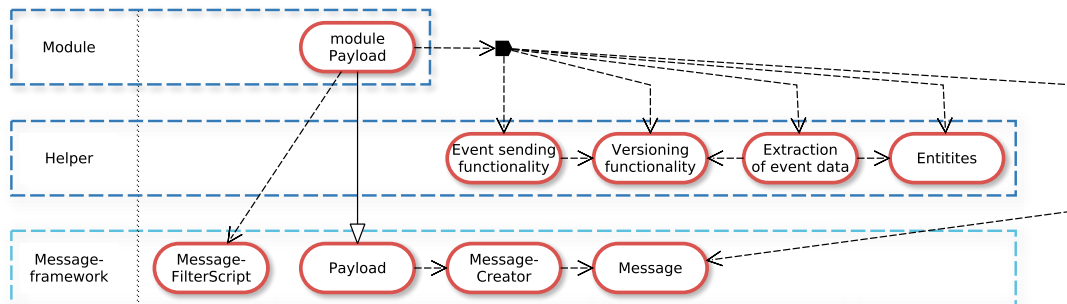 Module
module
Payload
Helper
Event sending
functionality
Versioning
functionality
Extraction
of event data
Entitites
Message-
framework
Message-
FilterScript
Payload
Message-
Creator
Message